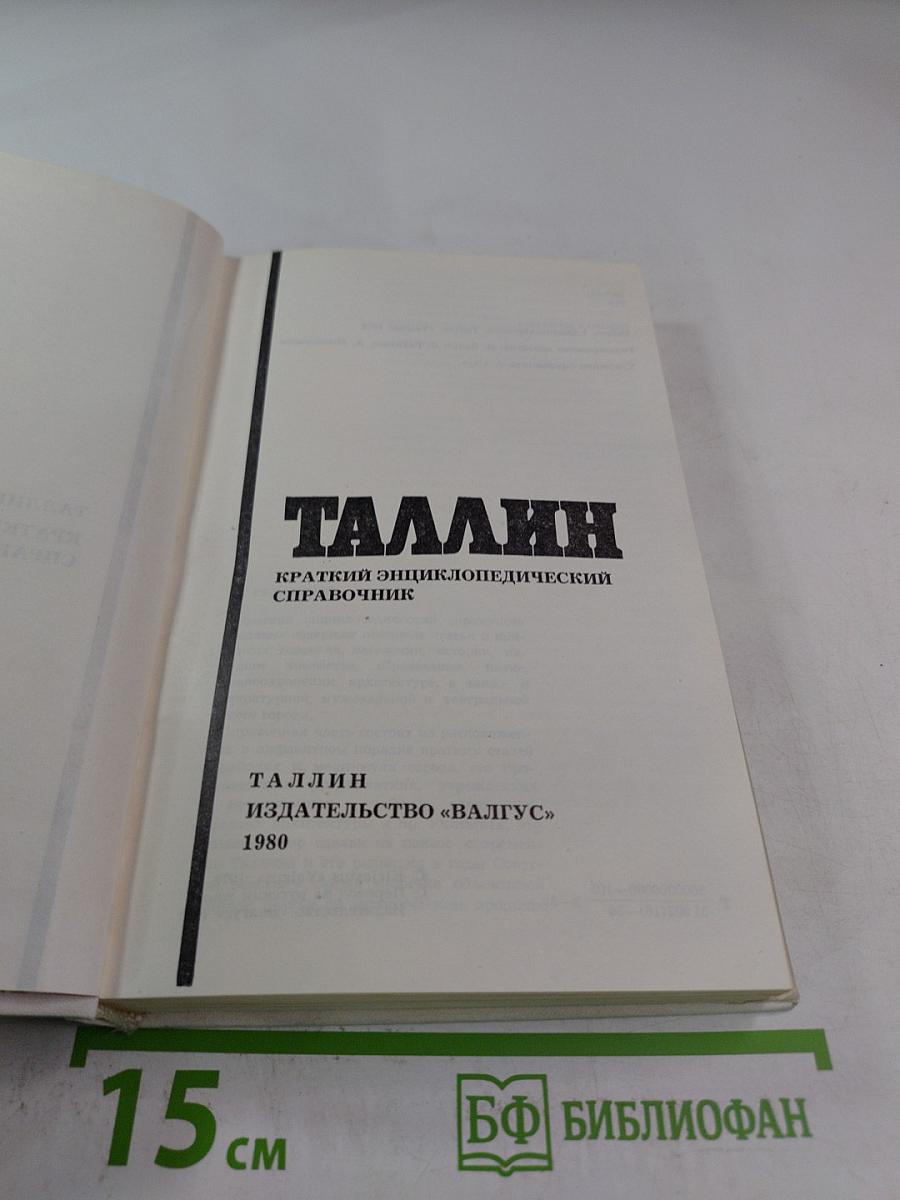 ТАЛЛИН
КРАТКИЙ ЭНЦИКЛОПЕДИЧЕСКИЙ
СПРАВОЧНИК
ТАЛЛИН
ИЗДАТЕЛЬСТВО «ВАЛГУС»
1980
15 см
БФ БИБЛИОФАН